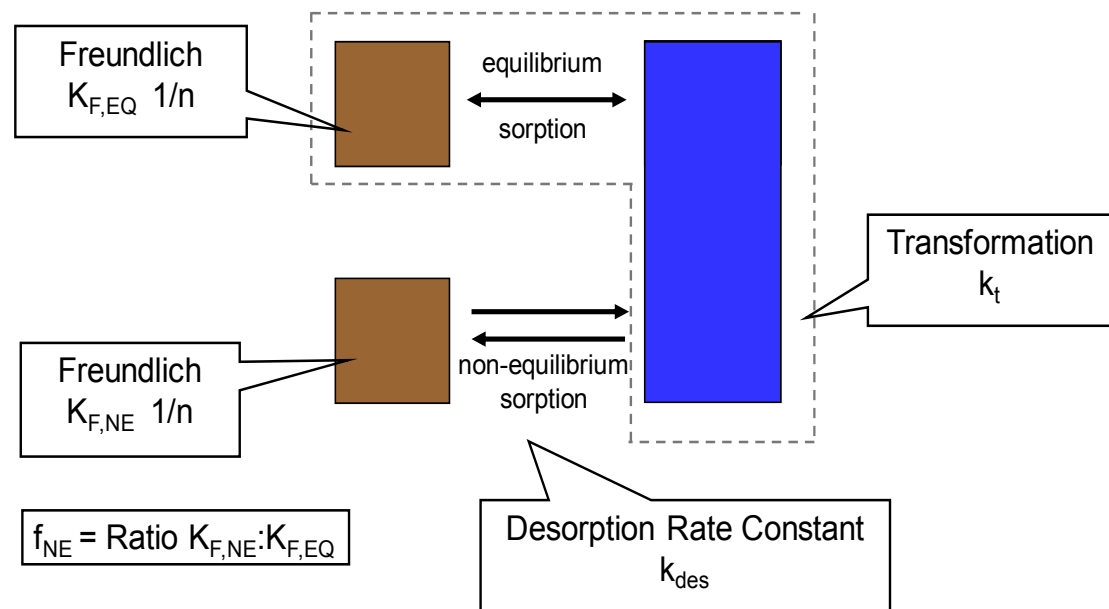 Freundlich
K_F,EQ 1/n
equilibrium
sorption
Transformation
k_t
Freundlich
K_F,NE 1/n
non-equilibrium
sorption
f_NE = Ratio K_F,NE:K_F,EQ
Desorption Rate Constant
k_des